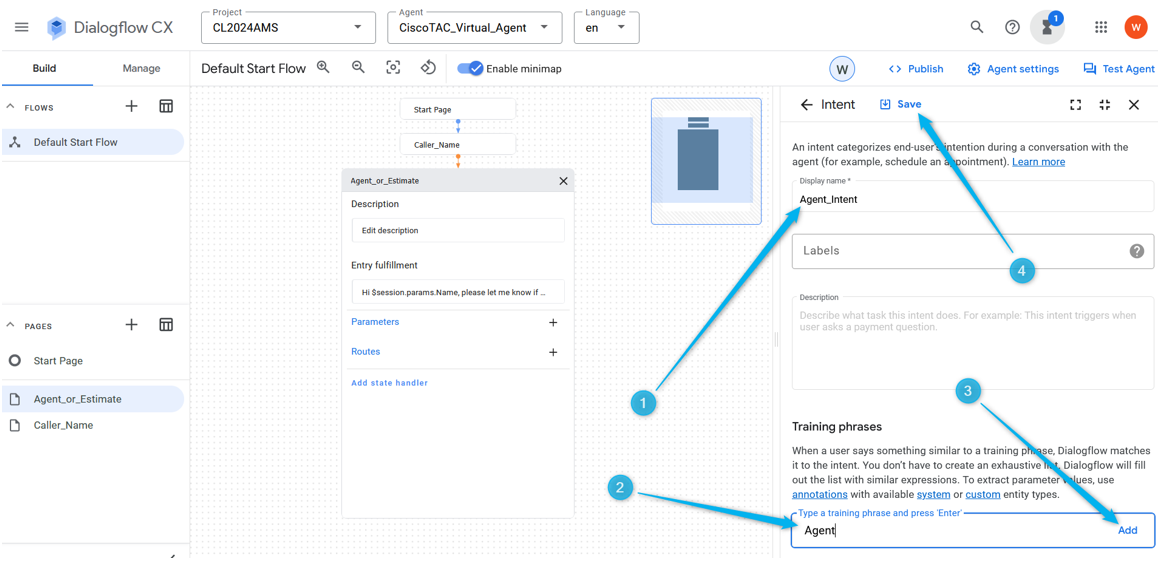 Dialogflow CX
Project
CL2024AMS
Agent
CiscoTAC_Virtual_Agent
Language
en
1
W
Build
Manage
Default Start Flow
Enable minimap
W
Publish
Agent settings
Test Agent
FLOWS
Default Start Flow
PAGES
Start Page
Agent_or_Estimate
Caller_Name
Start Page
Caller_Name
Agent_or_Estimate
Description
Edit description
Entry fulfillment
Hi $session.params.Name, please let me know if ...
Parameters
Routes
Add state handler
Intent
Save
An intent categorizes end-user's intention during a conversation with the
agent (for example, schedule an appointment). Learn more
Display name *
Agent_Intent
Labels
4
Description
Describe what task this intent does. For example: This intent triggers when
user asks a payment question.
1
3
Training phrases
When a user says something similar to a training phrase, Dialogflow matches
it to the intent. You don't have to create an exhaustive list, Dialogflow will fill
out the list with similar expressions. To extract parameter values, use
annotations with available system or custom entity types.
2
Type a training phrase and press 'Enter'
Agent
Add